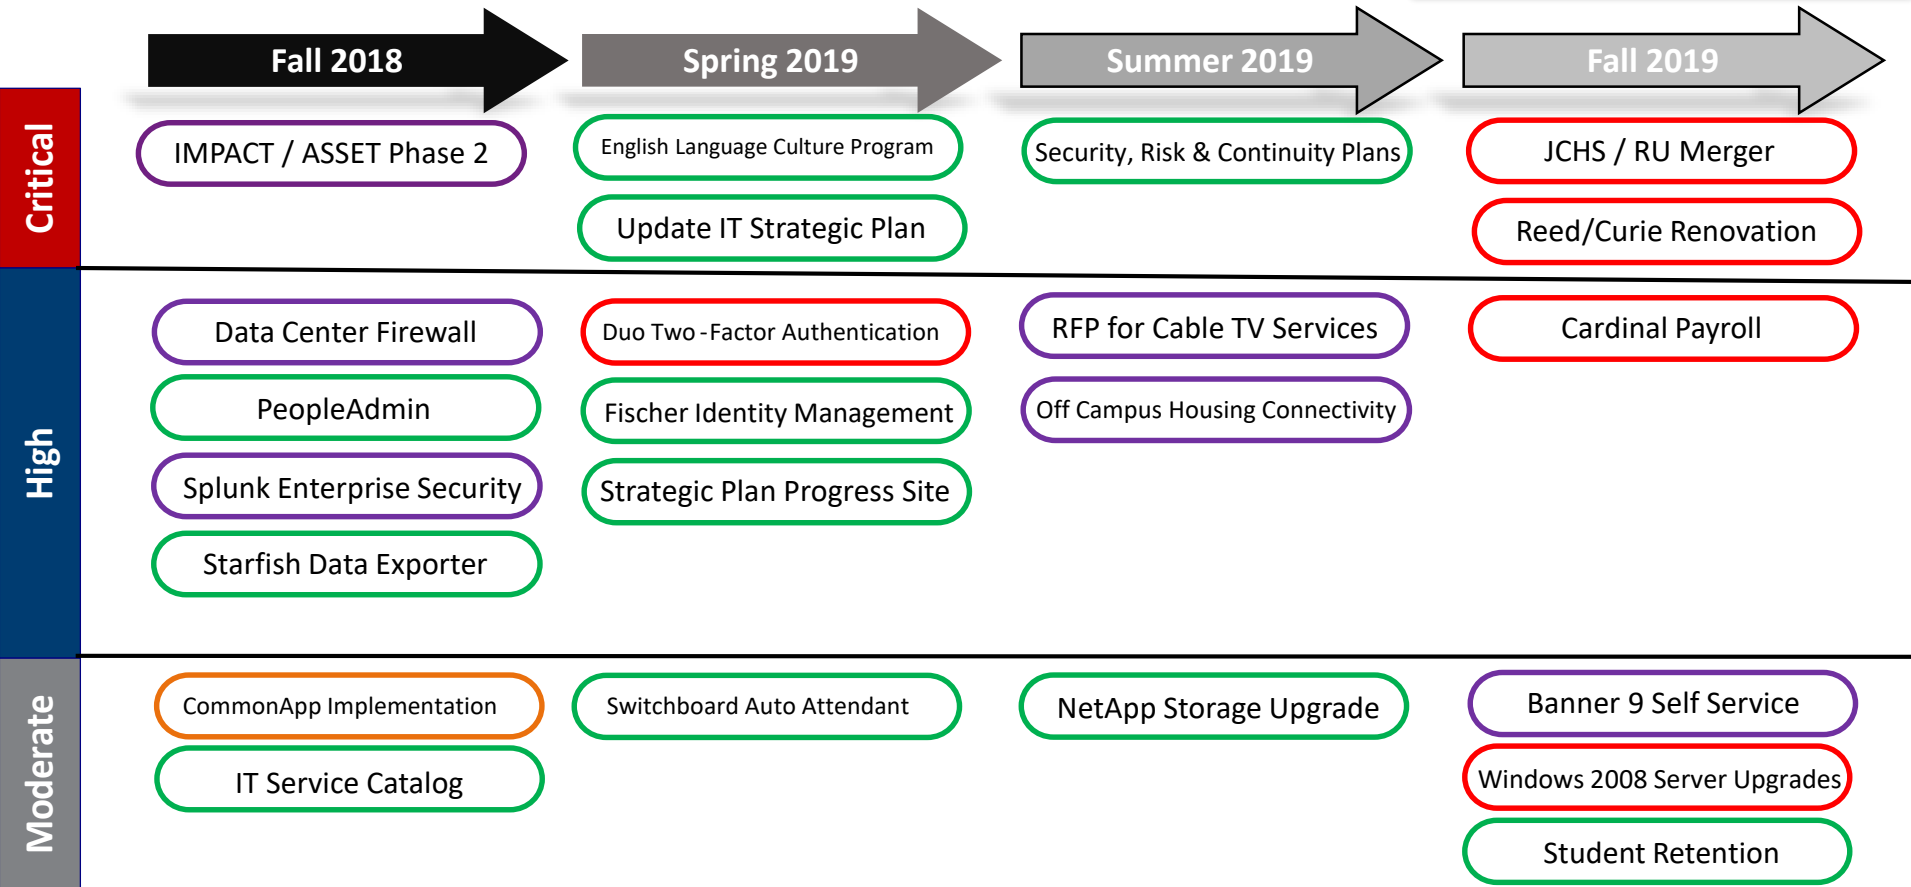 Fall 2018
Spring 2019
Summer 2019
Fall 2019
Critical
IMPACT / ASSET Phase 2
English Language Culture Program
Security, Risk & Continuity Plans
JCHS / RU Merger
Update IT Strategic Plan
Reed/Curie Renovation
High
Data Center Firewall
Duo Two -Factor Authentication
RFP for Cable TV Services
Cardinal Payroll
PeopleAdmin
Fischer Identity Management
Off Campus Housing Connectivity
Splunk Enterprise Security
Strategic Plan Progress Site
Starfish Data Exporter
Moderate
CommonApp Implementation
Switchboard Auto Attendant
NetApp Storage Upgrade
Banner 9 Self Service
IT Service Catalog
Windows 2008 Server Upgrades
Student Retention